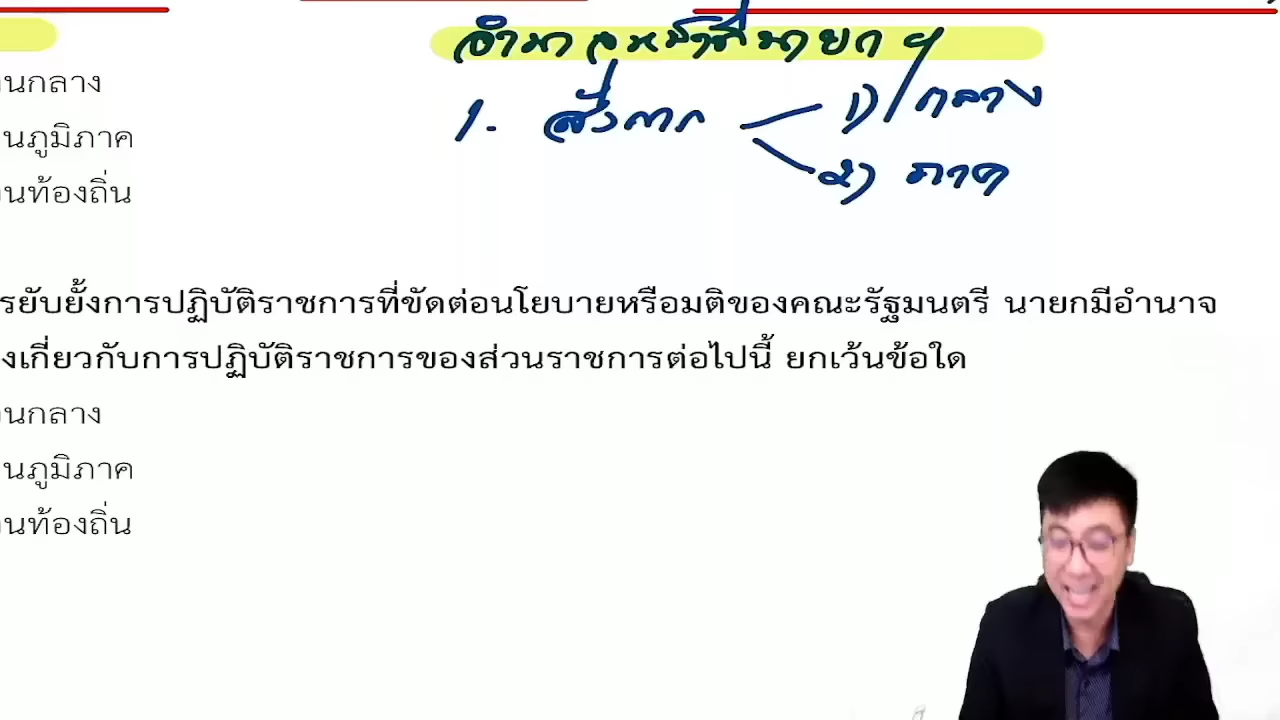 อำนาจหน้าที่นายกฯ
นกลาง
1. สั่งการ 1) กลาง
นภูมิภาค
2) ภาค
นท้องถิ่น
รยับยั้งการปฏิบัติราชการที่ขัดต่อนโยบายหรือมติของคณะรัฐมนตรี นายกมีอำนาจ
งเกี่ยวกับการปฏิบัติราชการของส่วนราชการต่อไปนี้ ยกเว้นข้อใด
นกลาง
นภูมิภาค
นท้องถิ่น